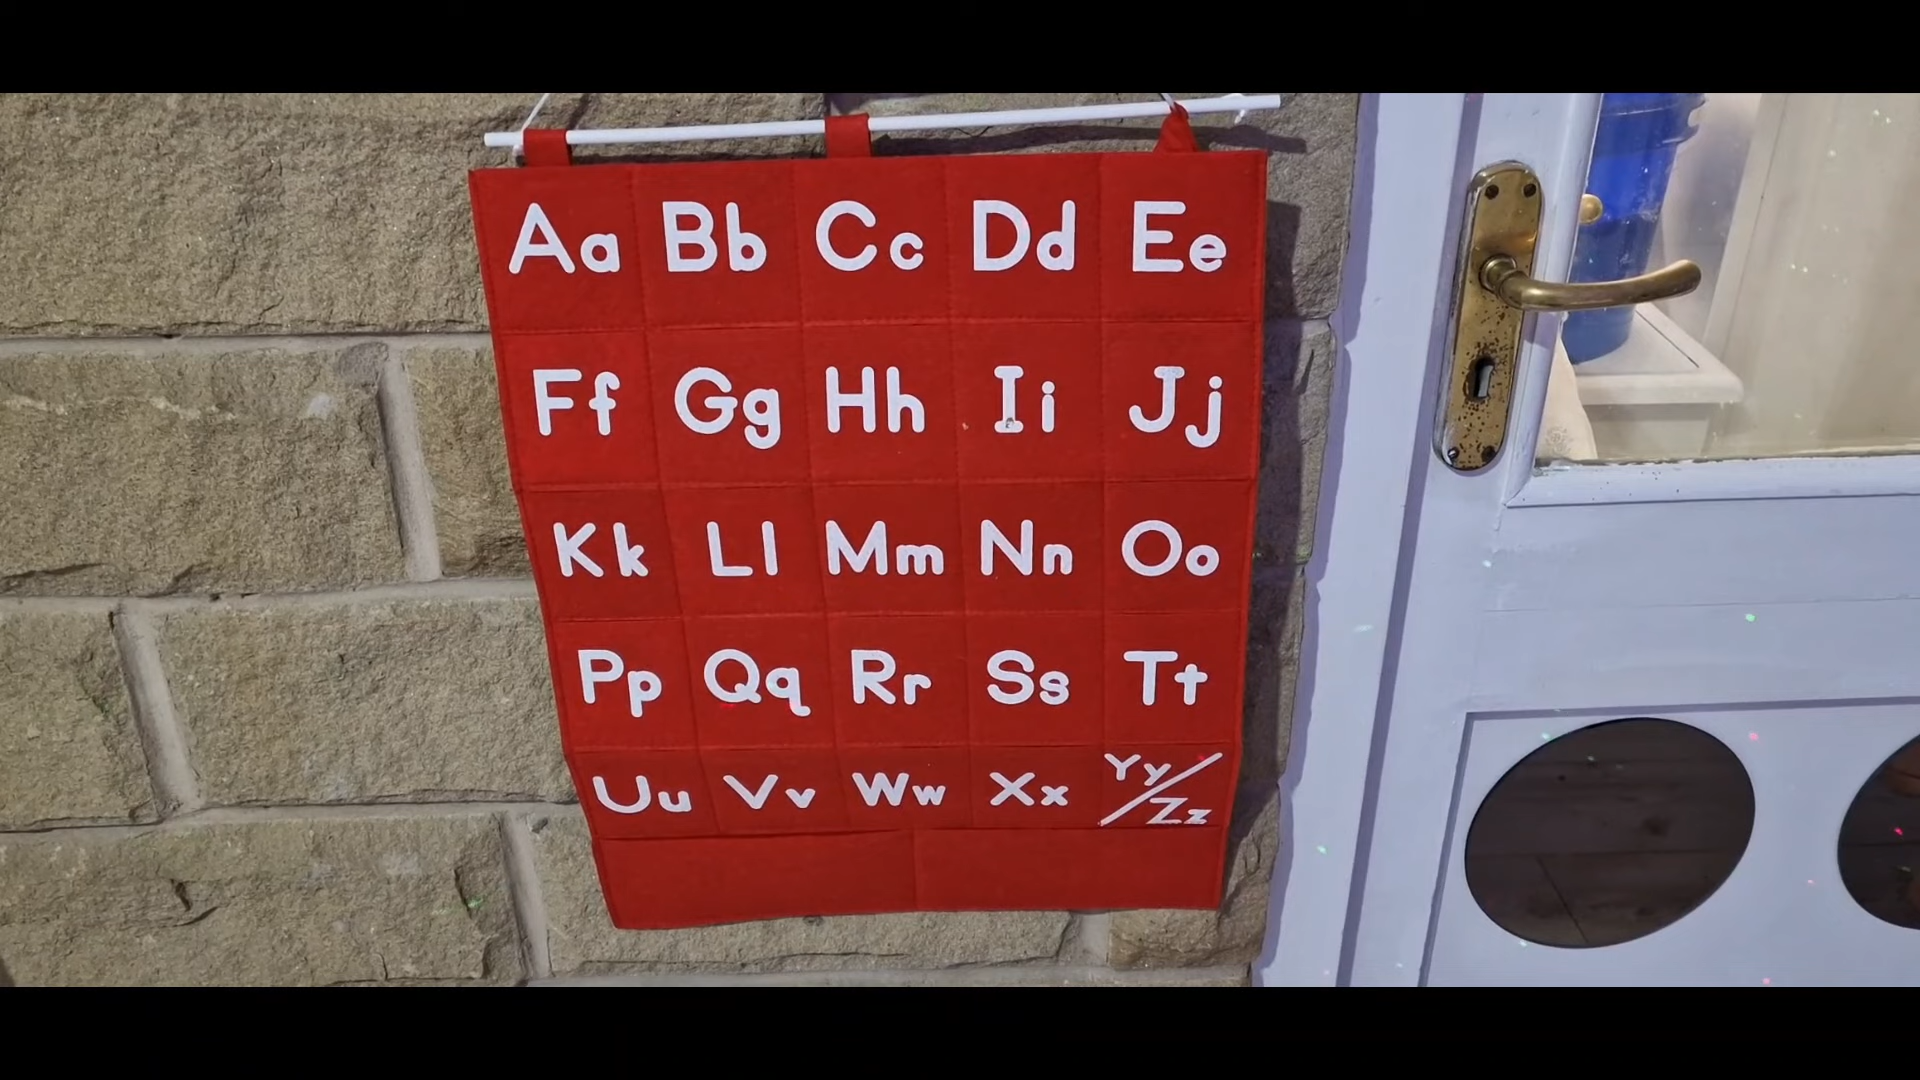 Aa Bb Cc Dd Ee
Ff Gg Hh Ii Jj
Kk Ll Mm Nn Oo
Pp Qq Rr Ss Tt
Uu Vv Ww Xx Yy/Zz